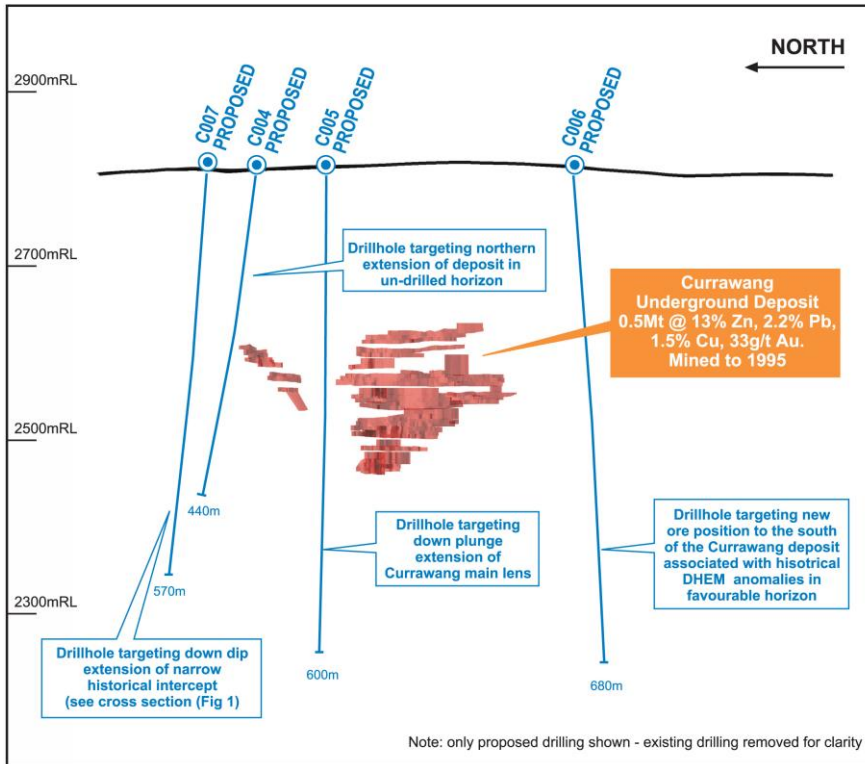 NORTH
2900mRL
2700mRL
2500mRL
2300mRL
C007
PROPOSED
C004
PROPOSED
C005
PROPOSED
C006
PROPOSED
Drillhole targeting northern
extension of deposit in
un-drilled horizon
Currawang
Underground Deposit
0.5Mt @ 13% Zn, 2.2% Pb,
1.5% Cu, 33g/t Au.
Mined to 1995
440m
570m
600m
680m
Drillhole targeting
down plunge
extension of
Currawang main lens
Drillhole targeting new
ore position to the south
of the Currawang deposit
associated with hisotrical
DHEM anomalies in
favourable horizon
Drillhole targeting down dip
extension of narrow
historical intercept
(see cross section (Fig 1)
Note: only proposed drilling shown - existing drilling removed for clarity